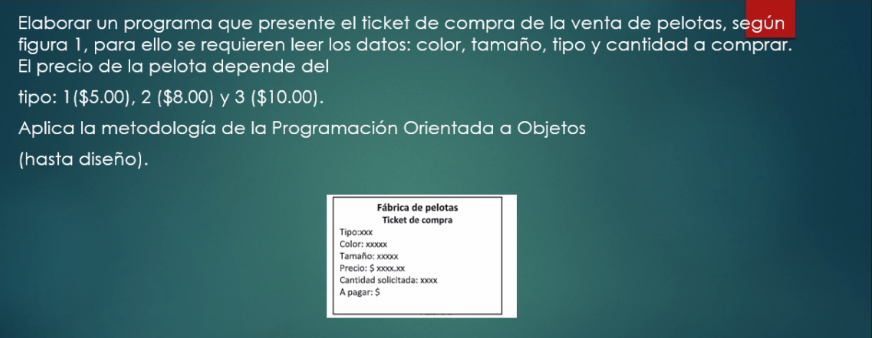 Elaborar un programa que presente el ticket de compra de la venta de pelotas, según
figura 1, para ello se requieren leer los datos: color, tamaño, tipo y cantidad a comprar.
El precio de la pelota depende del
tipo: 1($5.00), 2 ($8.00) y 3 ($10.00).
Aplica la metodología de la Programación Orientada a Objetos
(hasta diseño).
Fábrica de pelotas
Ticket de compra
Tipo:xxx
Color: xxxxx
Tamaño: xxxxx
Precio: $ xxxx.xx
Cantidad solicitada: xxxx
A pagar: $